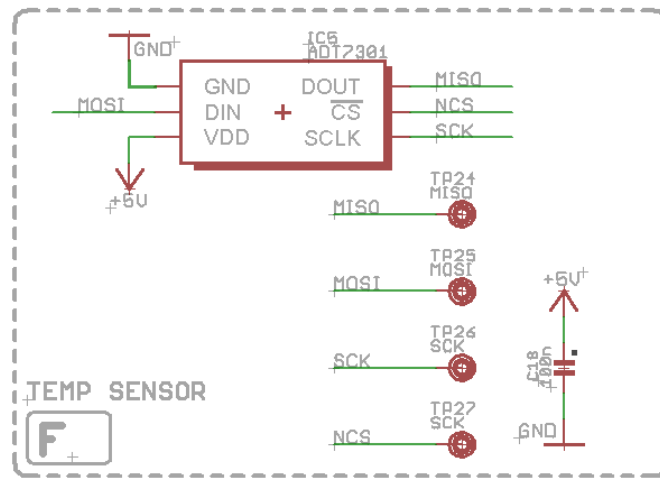 IC5
ADT7301
GND
GND DOUT MISO
MOSI DIN CS NCS
VDD SCLK SCK
+5V
TP24
MISO
MISO
TP25
MOSI
MOSI
+5V
TP26
SCK
SCK
C18
100n
TEMP SENSOR
TP27
SCK
NCS
GND
F